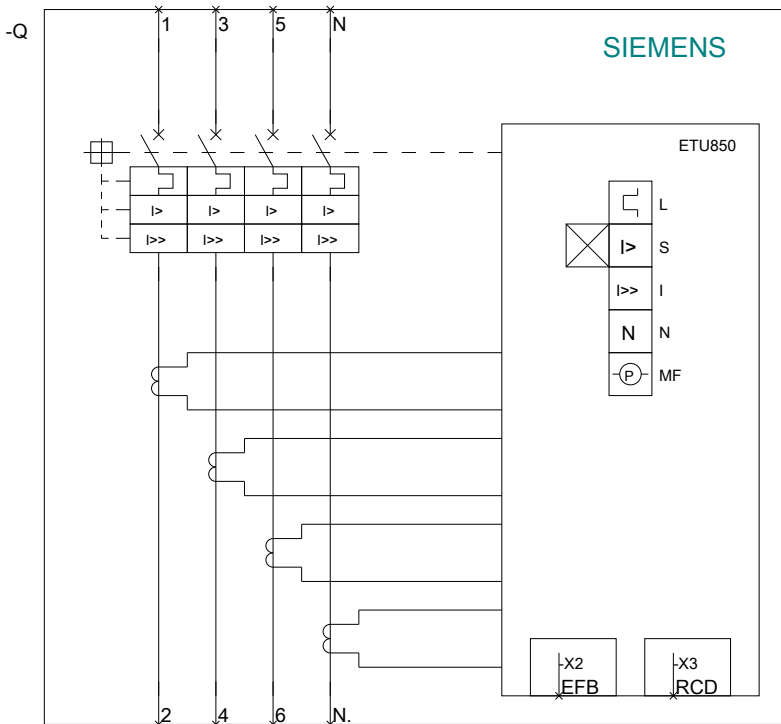 -Q
1 3 5 N
SIEMENS
ETU850
L
I> I> I> I>
I>> I>> I>> I>>
I> S
I>> I
N N
P MF
-X2
EFB
-X3
RCD
2 4 6 N.